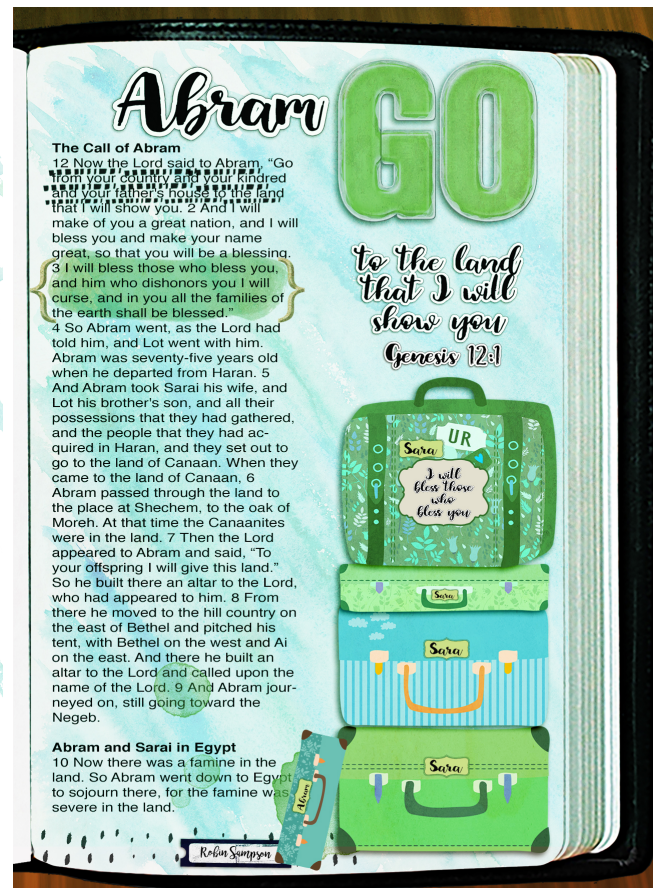 Abram
GO
The Call of Abram
12 Now the Lord said to Abram, “Go
from your country and your kindred
and your father's house to the land
that I will show you. 2 And I will
make of you a great nation, and I will
bless you and make your name
great, so that you will be a blessing.
3 I will bless those who bless you,
and him who dishonors you I will
curse, and in you all the families of
the earth shall be blessed.”
4 So Abram went, as the Lord had
told him, and Lot went with him.
Abram was seventy-five years old
when he departed from Haran. 5
And Abram took Sarai his wife, and
Lot his brother's son, and all their
possessions that they had gathered,
and the people that they had ac-
quired in Haran, and they set out to
go to the land of Canaan. When they
came to the land of Canaan, 6
Abram passed through the land to
the place at Shechem, to the oak of
Moreh. At that time the Canaanites
were in the land. 7 Then the Lord
appeared to Abram and said, “To
your offspring I will give this land.”
So he built there an altar to the Lord,
who had appeared to him. 8 From
there he moved to the hill country on
the east of Bethel and pitched his
tent, with Bethel on the west and Ai
on the east. And there he built an
altar to the Lord and called upon the
name of the Lord. 9 And Abram jour-
neyed on, still going toward the
Negeb.
Abram and Sarai in Egypt
10 Now there was a famine in the
land. So Abram went down to Egypt
to sojourn there, for the famine was
severe in the land.
to the land
that I will
show you
Genesis 12:1
UR
Sara
I will
bless those
who
bless you
Sara
Sara
Sara
Abram
Robin Sampson